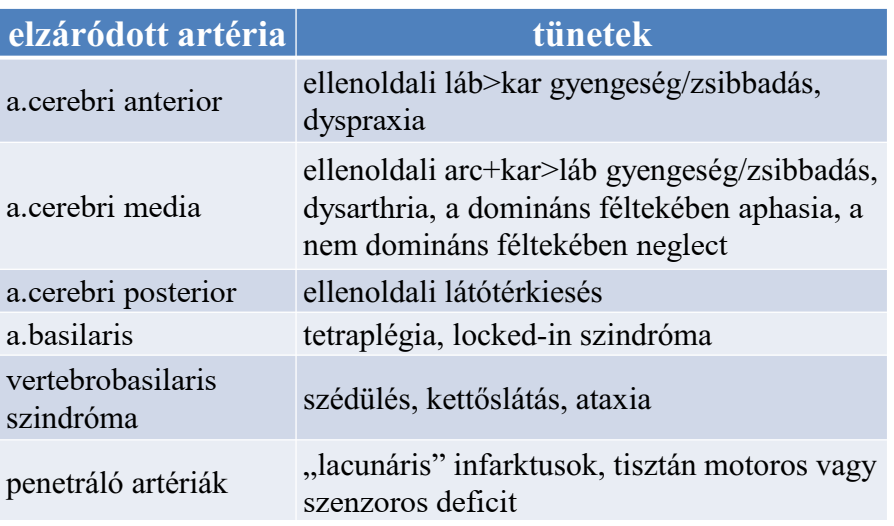 elzáródott artéria tünetek
a.cerebri anterior
ellenoldali láb>kar gyengeség/zsibbadás,
dyspraxia
a.cerebri media
ellenoldali arc+kar>láb gyengeség/zsibbadás,
dysarthria, a domináns féltekében aphasia, a
nem domináns féltekében neglect
a.cerebri posterior ellenoldali látótérkiesés
a.basilaris tetraplégia, locked-in szindróma
vertebrobasilaris
szindróma
szédülés, kettőslátás, ataxia
penetráló artériák
„lacunáris” infarktusok, tisztán motoros vagy
szenzoros deficit